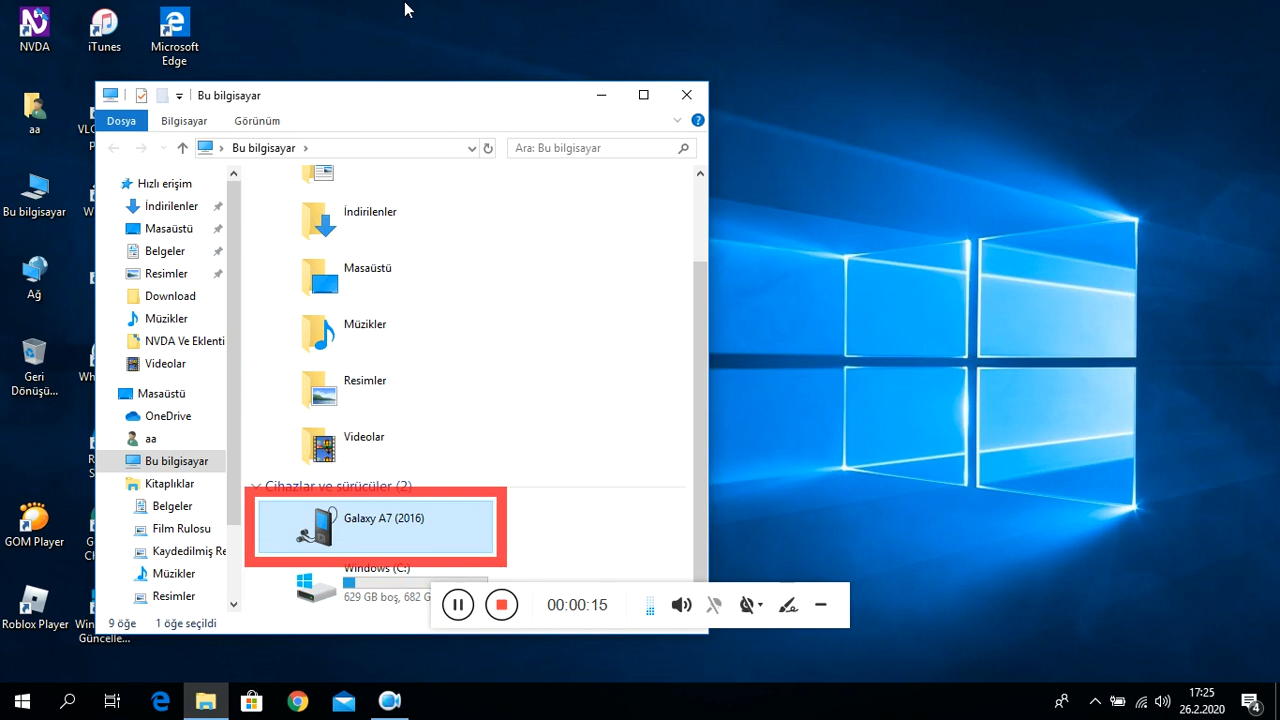 NVDA
iTunes
Microsoft
Edge
aa
Bu bilgisayar
Ağ
Geri
Dönüşü...
GOM Player
Roblox Player
Güncelle...
Bu bilgisayar
Dosya
Bilgisayar
Görünüm
Bu bilgisayar
Ara: Bu bilgisayar
Hızlı erişim
İndirilenler
Masaüstü
Belgeler
Resimler
Download
Müzikler
NVDA Ve Eklenti
Videolar
Masaüstü
OneDrive
aa
Bu bilgisayar
Kitaplıklar
Belgeler
Film Rulosu
Kaydedilmiş Re
Müzikler
Resimler
İndirilenler
Masaüstü
Müzikler
Resimler
Videolar
Cihazlar ve sürücüler (2)
Galaxy A7 (2016)
Windows (C:)
629 GB boş, 682 G
9 öğe
1 öğe seçildi
00:00:15
17:25
26.2.2020
4